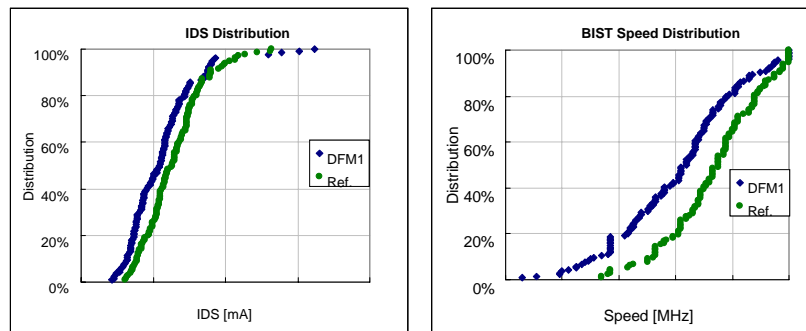 IDS Distribution
100%
80%
60%
40%
20%
0%
Distribution
DFM1
Ref.
IDS [mA]
BIST Speed Distribution
100%
80%
60%
40%
20%
0%
Distribution
DFM1
Ref.
Speed [MHz]